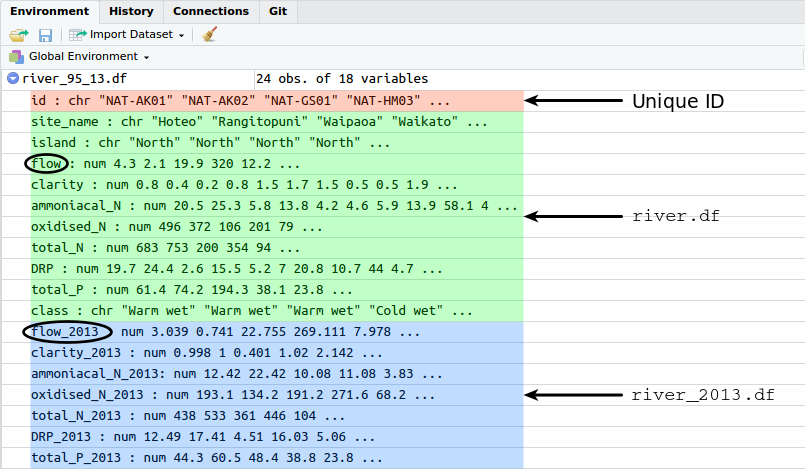 Environment History Connections Git
Import Dataset
Global Environment
river_95_13.df 24 obs. of 18 variables
id : chr "NAT-AK01" "NAT-AK02" "NAT-GS01" "NAT-HM03" ...
Unique ID
site_name : chr "Hoteo" "Rangitopuni" "Waipaoa" "Waikato" ...
island : chr "North" "North" "North" "North" ...
flow : num 4.3 2.1 19.9 320 12.2 ...
clarity : num 0.8 0.4 0.2 0.8 1.5 1.7 1.5 0.5 0.5 1.9 ...
ammoniacal_N : num 20.5 25.3 5.8 13.8 4.2 4.6 5.9 13.9 58.1 4 ...
river.df
oxidised_N : num 496 372 106 201 79 ...
total_N : num 683 753 200 354 94 ...
DRP : num 19.7 24.4 2.6 15.5 5.2 7 20.8 10.7 44 4.7 ...
total_P : num 61.4 74.2 194.3 38.1 23.8 ...
class : chr "Warm wet" "Warm wet" "Warm wet" "Cold wet" ...
flow_2013 : num 3.039 0.741 22.755 269.111 7.978 ...
clarity_2013 : num 0.998 1 0.401 1.02 2.142 ...
ammoniacal_N_2013: num 12.42 22.42 10.08 11.08 3.83 ...
oxidised_N_2013 : num 193.1 134.2 191.2 271.6 68.2 ...
river_2013.df
total_N_2013 : num 438 533 361 446 104 ...
DRP_2013 : num 12.49 17.41 4.51 16.03 5.06 ...
total_P_2013 : num 44.3 60.5 48.4 38.8 23.8 ...